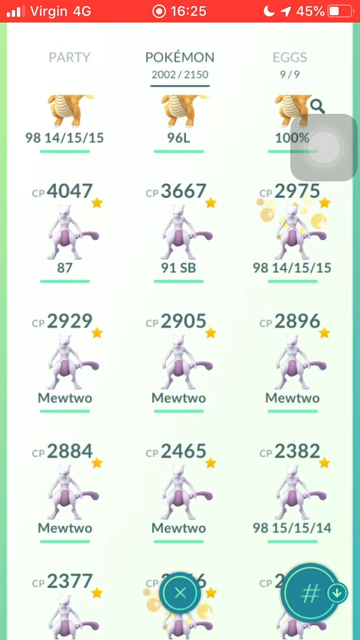 Virgin 4G 16:25 45%
PARTY POKÉMON EGGS
2002 / 2150 9 / 9
98 14/15/15 96L 100%
CP 4047 CP 3667 CP 2975
87 91 SB 98 14/15/15
CP 2929 CP 2905 CP 2896
Mewtwo Mewtwo Mewtwo
CP 2884 CP 2465 CP 2382
Mewtwo Mewtwo 98 15/15/14
CP 2377 CP CP
#